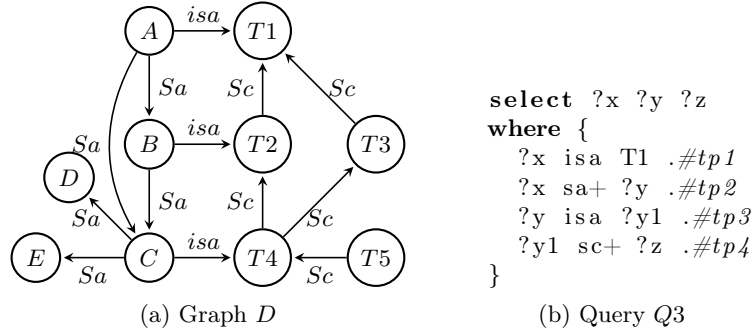 A isa T1
Sa Sc Sc
Sa B isa T2 T3
D
Sa Sa Sc Sc
E Sa C isa T4 Sc T5
(a) Graph D
select ?x ?y ?z
where {
?x isa T1 .#tp1
?x sa+ ?y .#tp2
?y isa ?y1 .#tp3
?y1 sc+ ?z .#tp4
}
(b) Query Q3